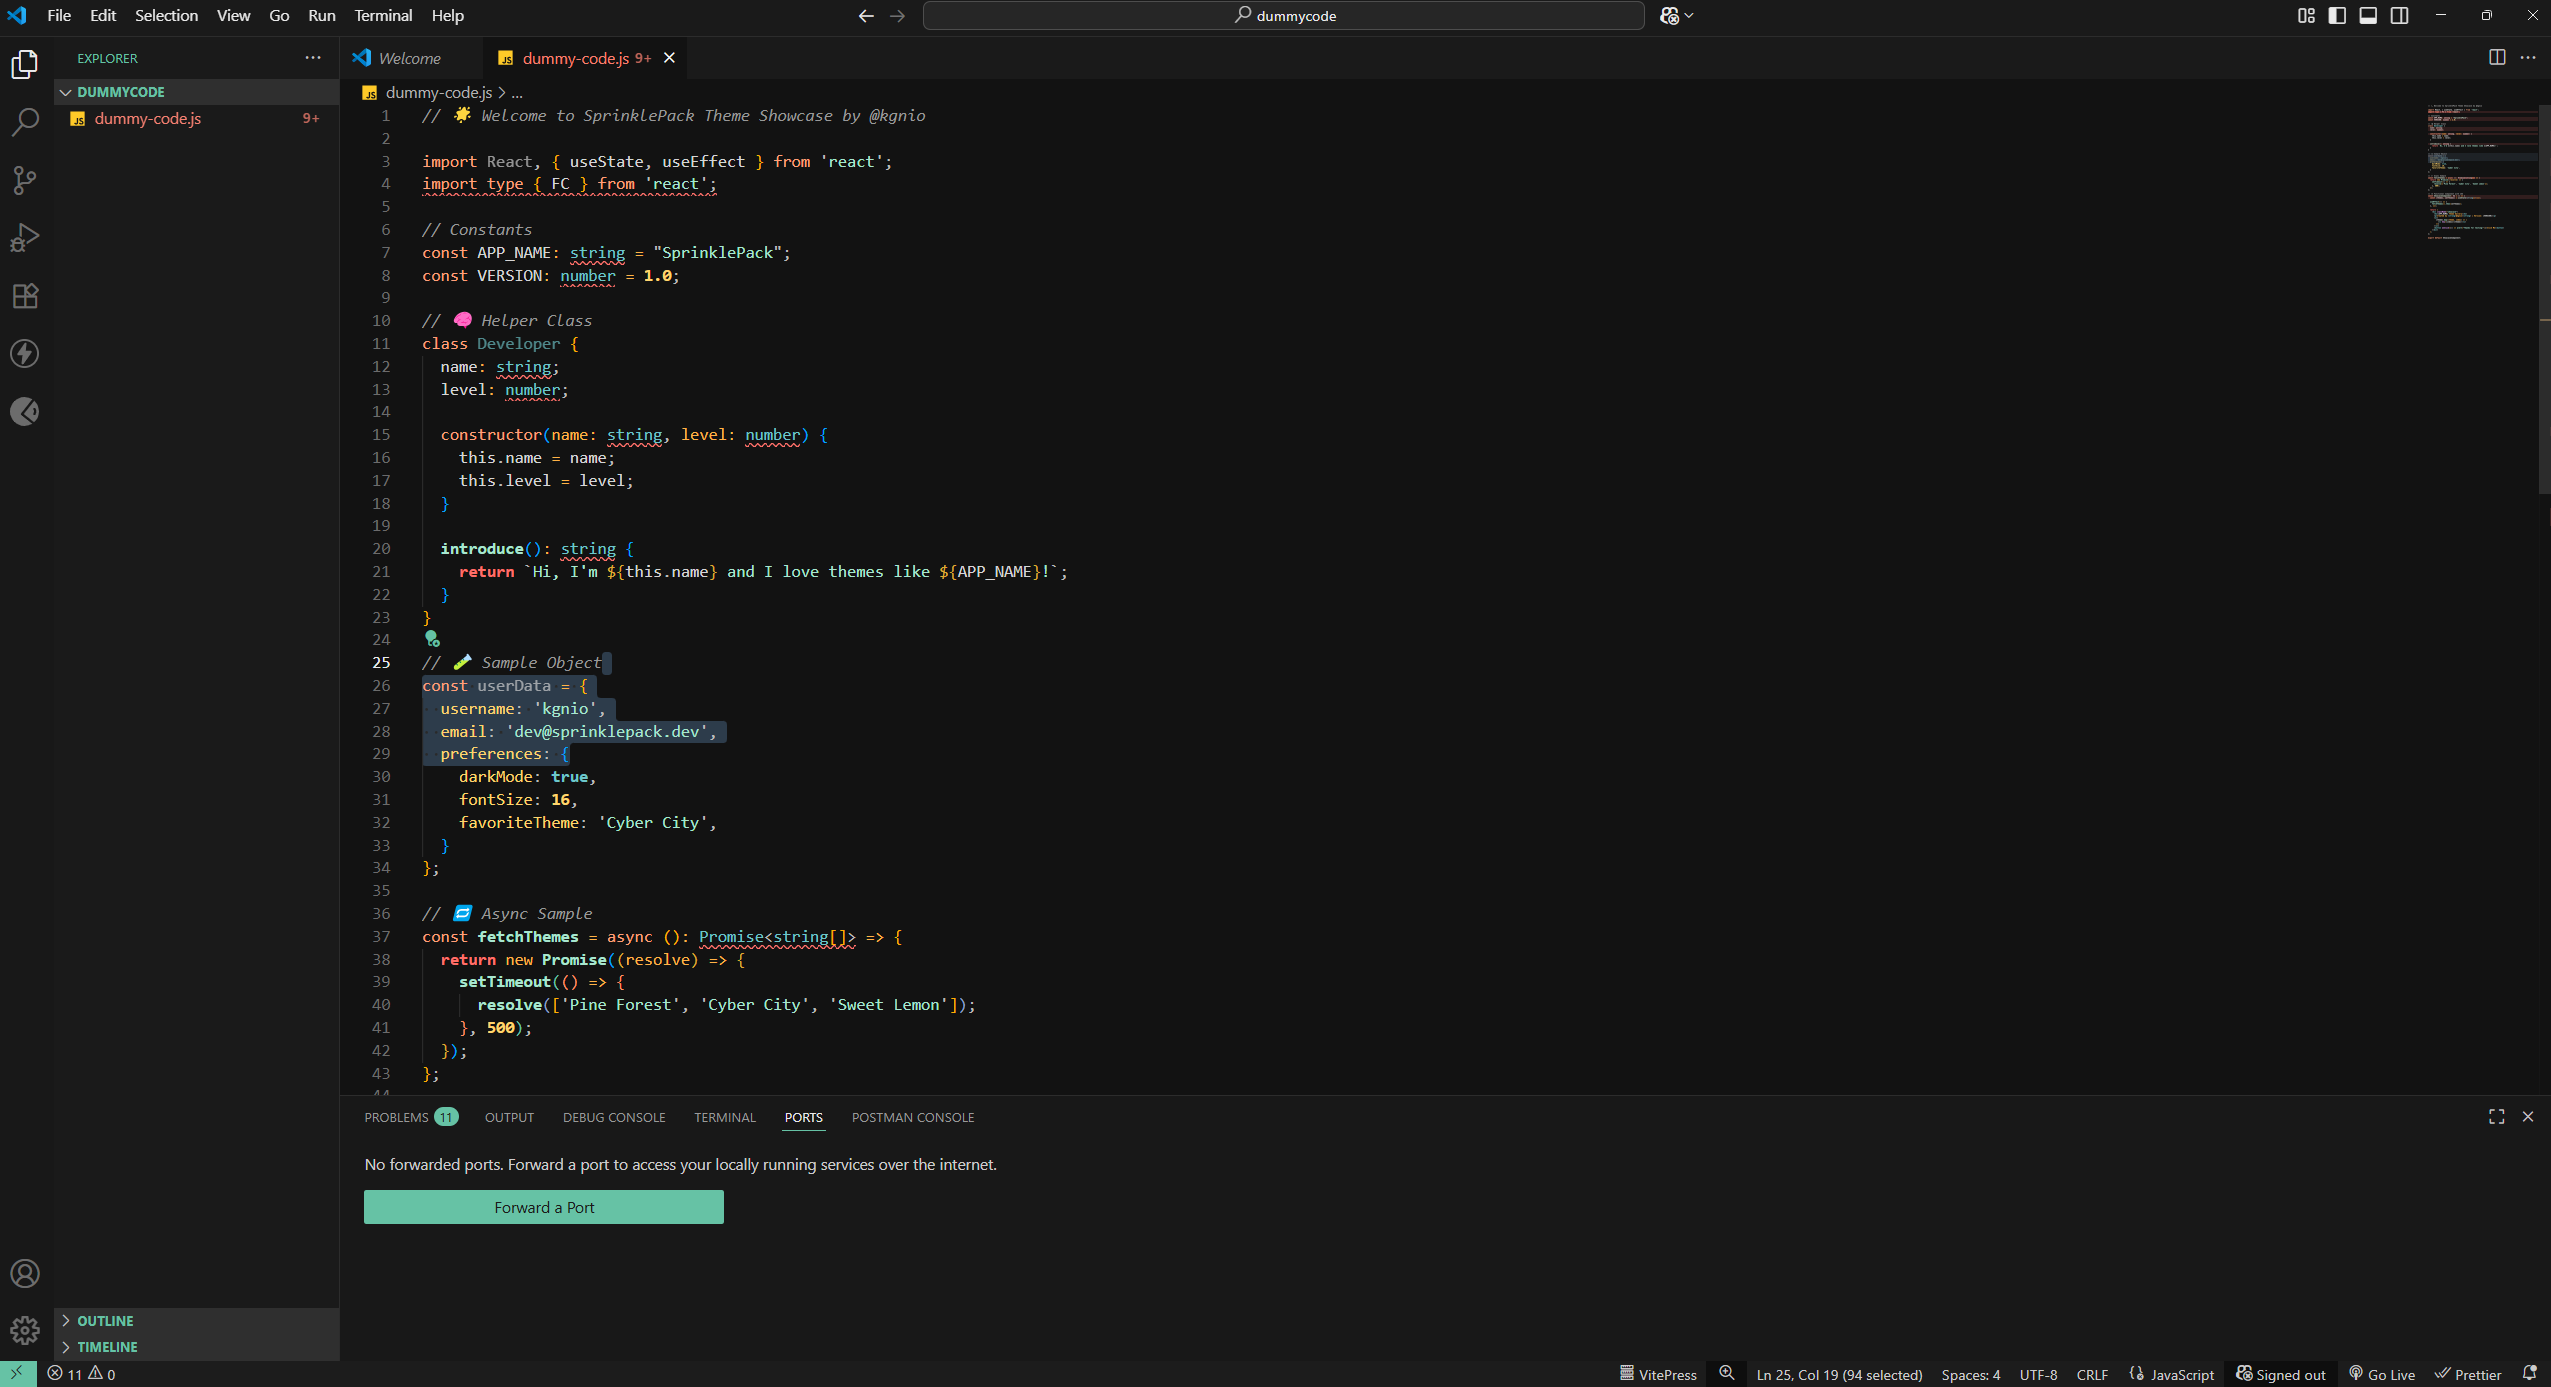 File Edit Selection View Go Run Terminal Help
dummycode
EXPLORER
Welcome
dummy-code.js 9+
DUMMYCODE
dummy-code.js 9+
dummy-code.js > ...
1 // 🌟 Welcome to SprinklePack Theme Showcase by @kgnio
2
3 import React, { useState, useEffect } from 'react';
4 import type { FC } from 'react';
5
6 // Constants
7 const APP_NAME: string = "SprinklePack";
8 const VERSION: number = 1.0;
9
10 // 🧠 Helper Class
11 class Developer {
12 name: string;
13 level: number;
14
15 constructor(name: string, level: number) {
16 this.name = name;
17 this.level = level;
18 }
19
20 introduce(): string {
21 return `Hi, I'm ${this.name} and I love themes like ${APP_NAME}!`;
22 }
23 }
24
25 // 🧪 Sample Object
26 const userData = {
27 username: 'kgnio',
28 email: 'dev@sprinklepack.dev',
29 preferences: {
30 darkMode: true,
31 fontSize: 16,
32 favoriteTheme: 'Cyber City',
33 }
34 };
35
36 // 🔁 Async Sample
37 const fetchThemes = async (): Promise<string[]> => {
38 return new Promise((resolve) => {
39 setTimeout(() => {
40 resolve(['Pine Forest', 'Cyber City', 'Sweet Lemon']);
41 }, 500);
42 });
43 };
PROBLEMS 11 OUTPUT DEBUG CONSOLE TERMINAL PORTS POSTMAN CONSOLE
No forwarded ports. Forward a port to access your locally running services over the internet.
Forward a Port
OUTLINE
TIMELINE
11 0 VitePress Ln 25, Col 19 (94 selected) Spaces: 4 UTF-8 CRLF {} JavaScript Signed out Go Live Prettier